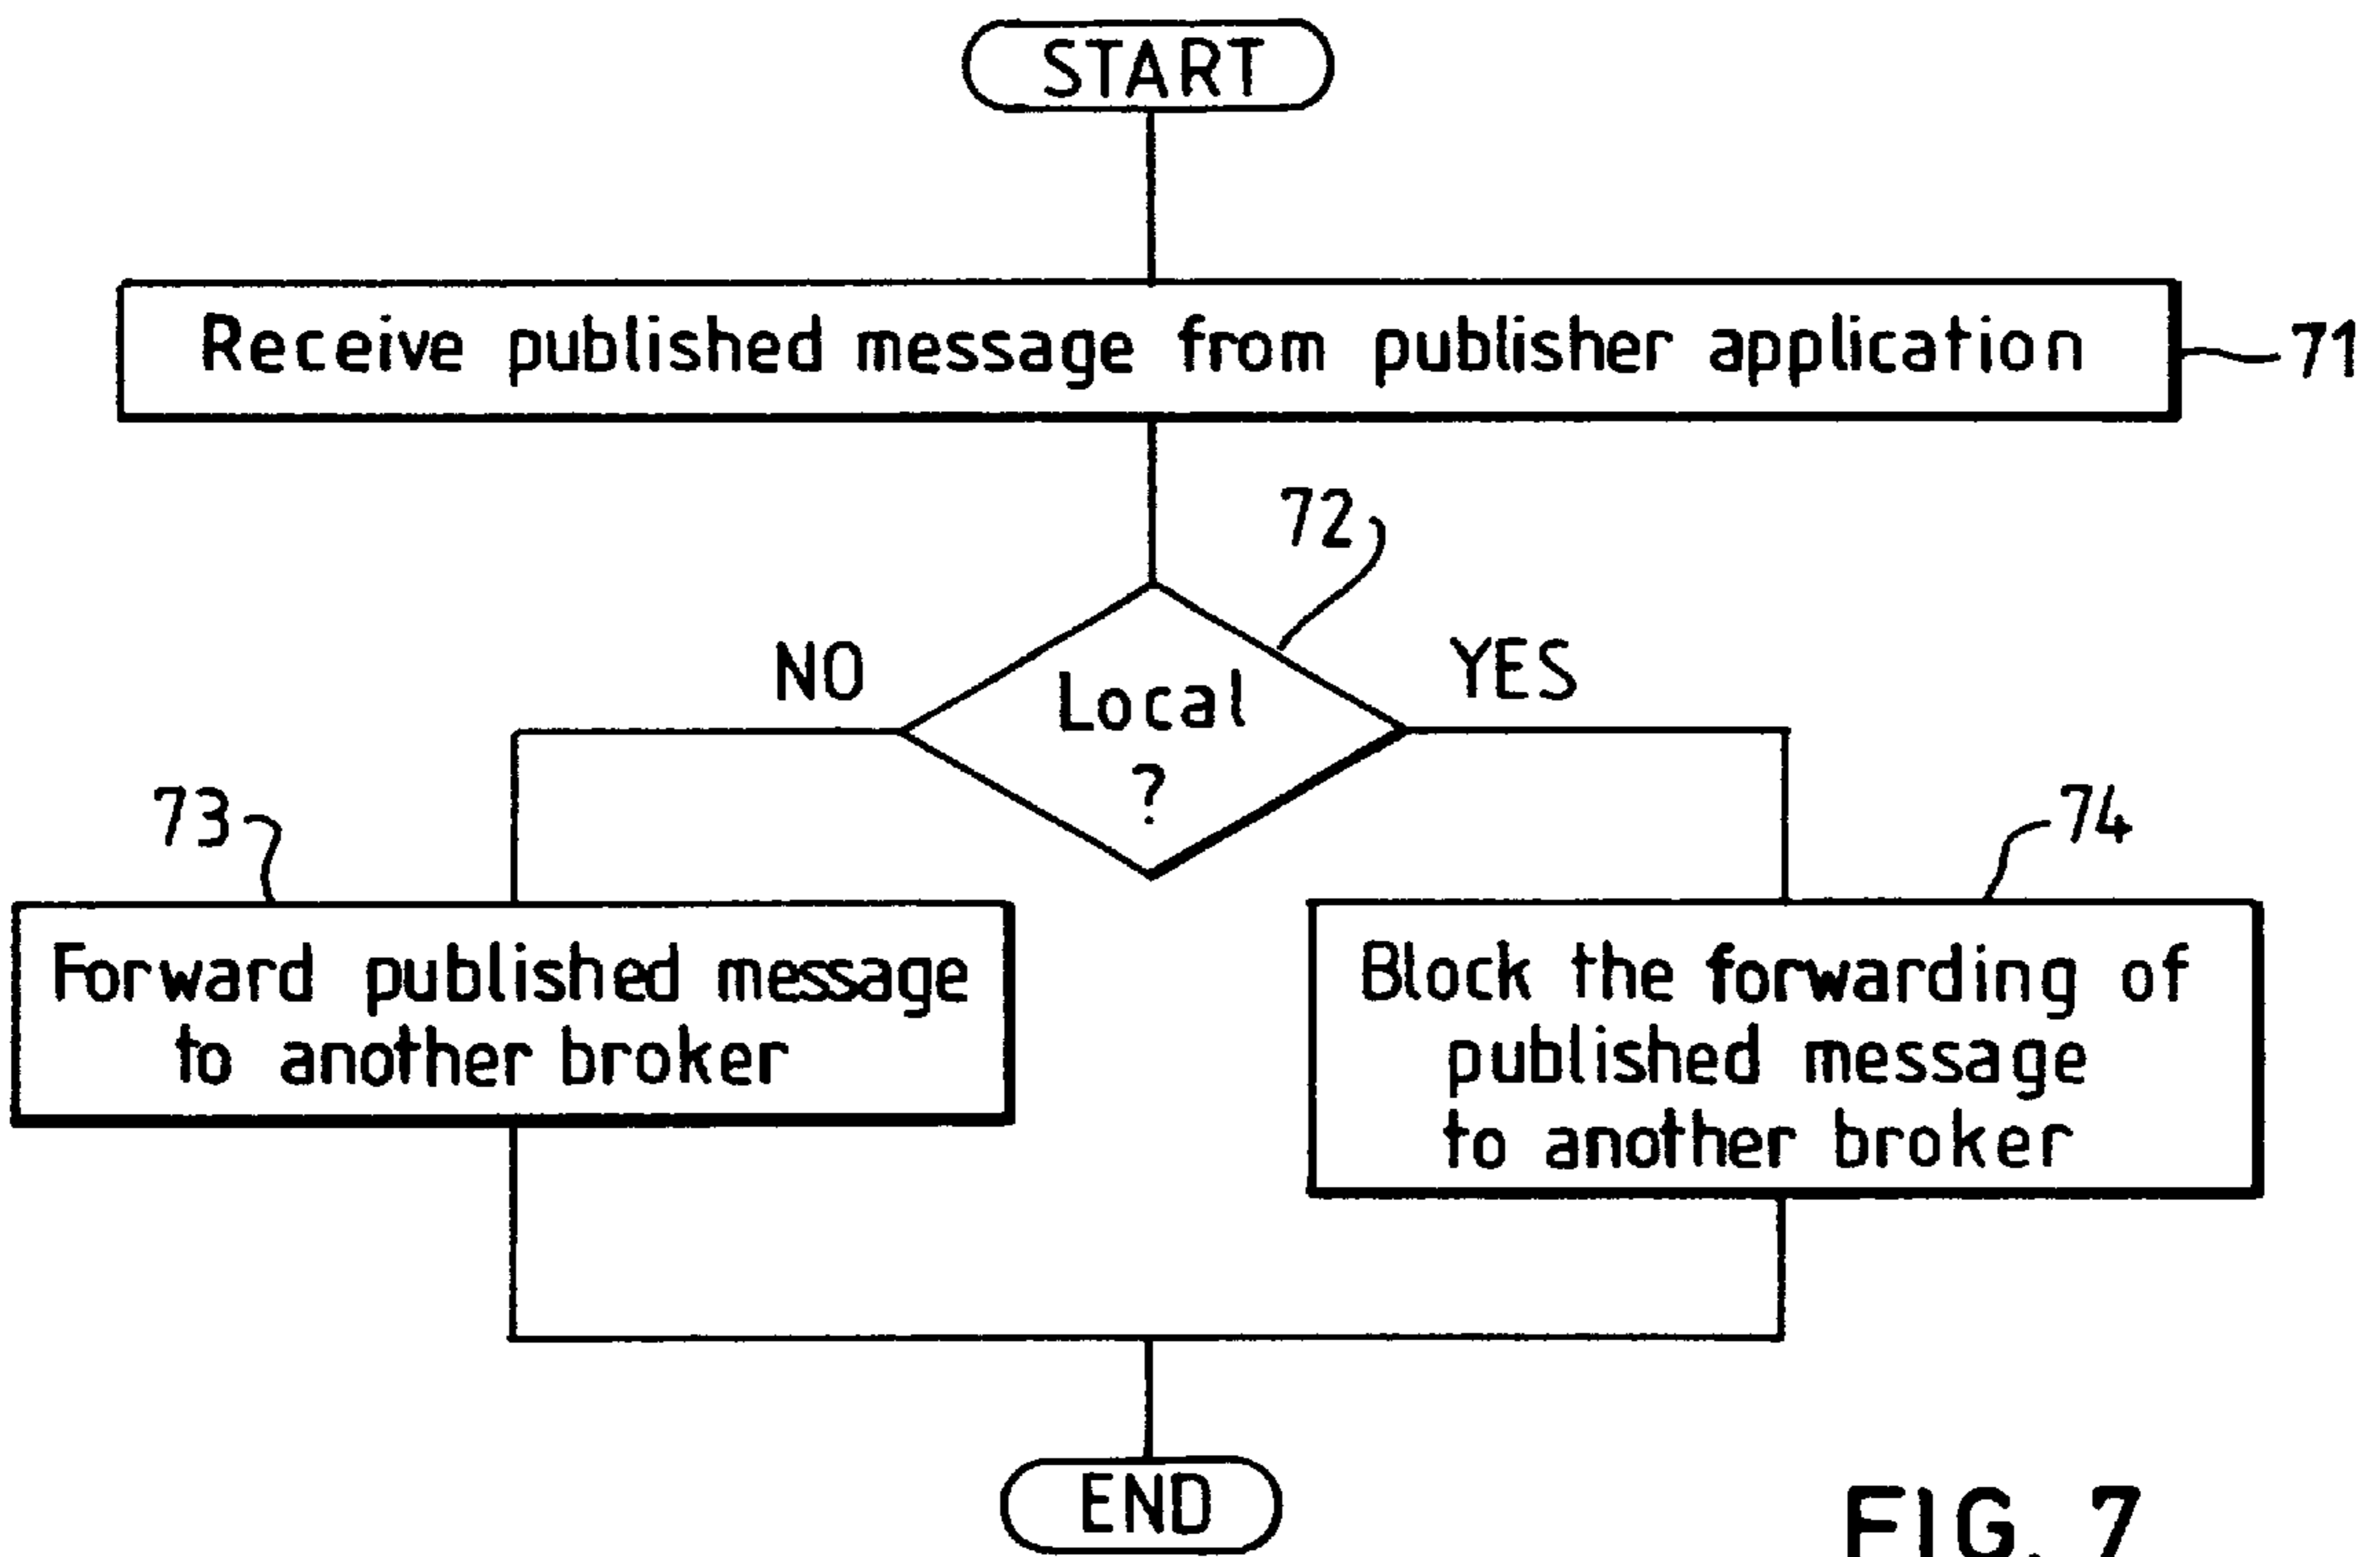 START
Receive published message from publisher application
71
72
NO
YES
Local
?
73
74
Forward published message
to another broker
Block the forwarding of
published message
to another broker
END
FIG. 7